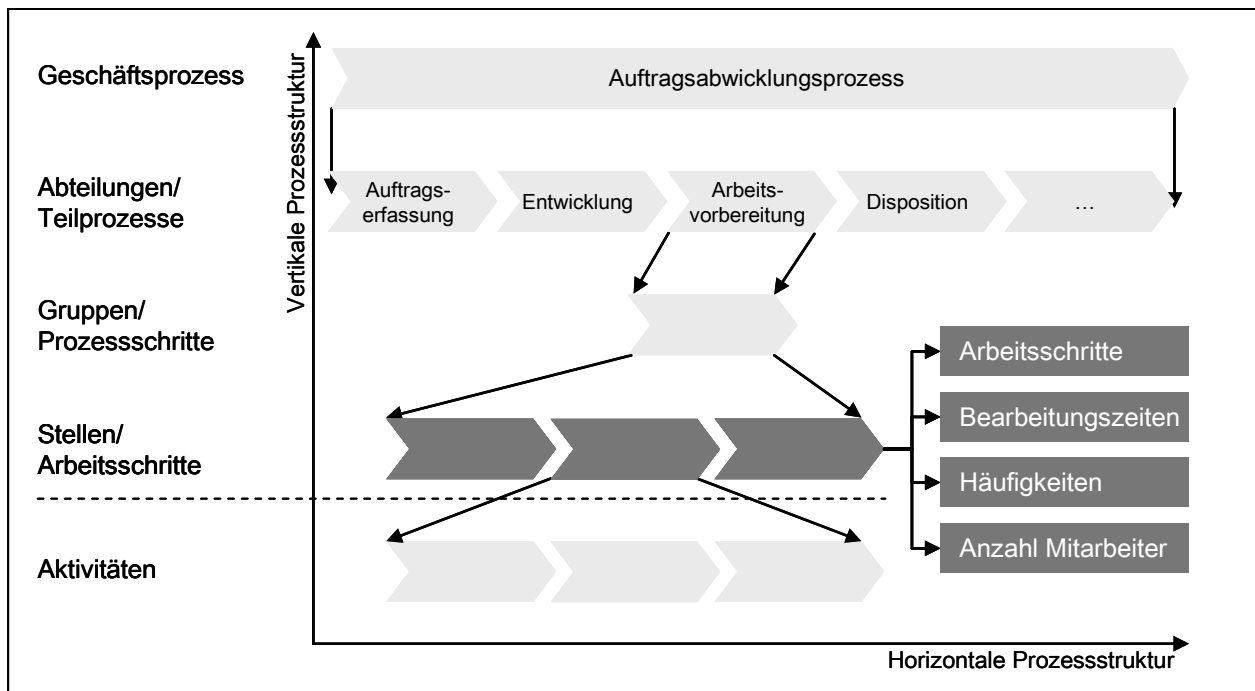 Geschäftsprozess
Auftragsabwicklungsprozess
Vertikale Prozessstruktur
Abteilungen/
Teilprozesse
Auftrags-
erfassung
Entwicklung
Arbeits-
vorbereitung
Disposition
...
Gruppen/
Prozessschritte
Stellen/
Arbeitsschritte
Arbeitsschritte
Bearbeitungszeiten
Häufigkeiten
Anzahl Mitarbeiter
Aktivitäten
Horizontale Prozessstruktur